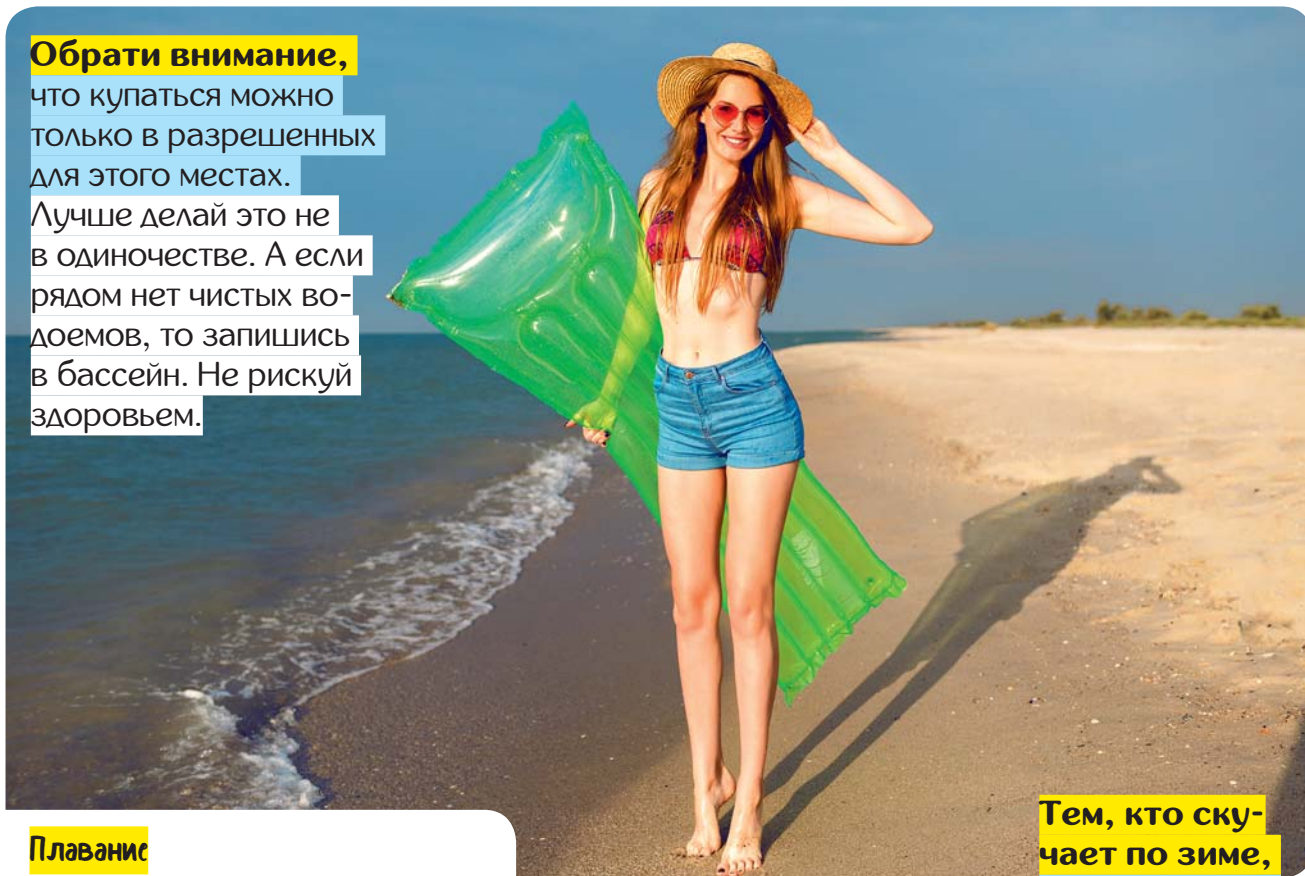 Обрати внимание,
что купаться можно
только в разрешенных
для этого местах.
Лучше делай это не
в одиночестве. А если
рядом нет чистых во-
доемов, то запишись
в бассейн. Не рискуй
здоровьем.
Плавание
Тем, кто ску-
чает по зиме,